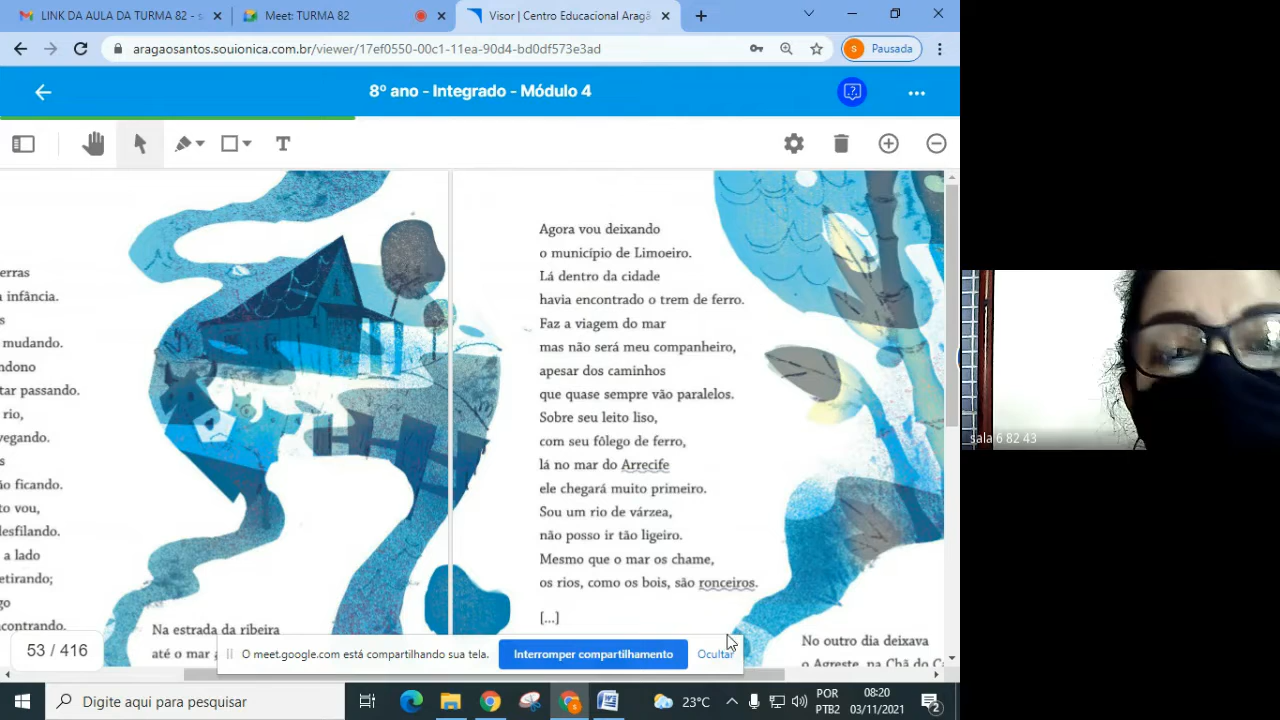 LINK DA AULA DA TURMA 82 - s
Meet: TURMA 82
Visor | Centro Educacional Aragã
aragaosantos.souionica.com.br/viewer/17ef0550-00c1-11ea-90d4-bd0df573e3ad
S
Pausada
8º ano - Integrado - Módulo 4
T
erras
a infância.
s
mudando.
ndono
tar passando.
rio,
vegando.
s
ão ficando.
to vou,
desfilando.
a lado
etirando;
go
contrando.
Na estrada da ribeira
até o mar
Agora vou deixando
o município de Limoeiro.
Lá dentro da cidade
havia encontrado o trem de ferro.
Faz a viagem do mar
mas não será meu companheiro,
apesar dos caminhos
que quase sempre vão paralelos.
Sobre seu leito liso,
com seu fôlego de ferro,
lá no mar do Arrecife
ele chegará muito primeiro.
Sou um rio de várzea,
não posso ir tão ligeiro.
Mesmo que o mar os chame,
os rios, como os bois, são ronceiros.
[...]
No outro dia deixava
o Agreste, na Chã do Ca
53 / 416
O meet.google.com está compartilhando sua tela.
Interromper compartilhamento
Ocultar
sala 6 82 43
Digite aqui para pesquisar
23°C
POR
PTB2
08:20
03/11/2021
2